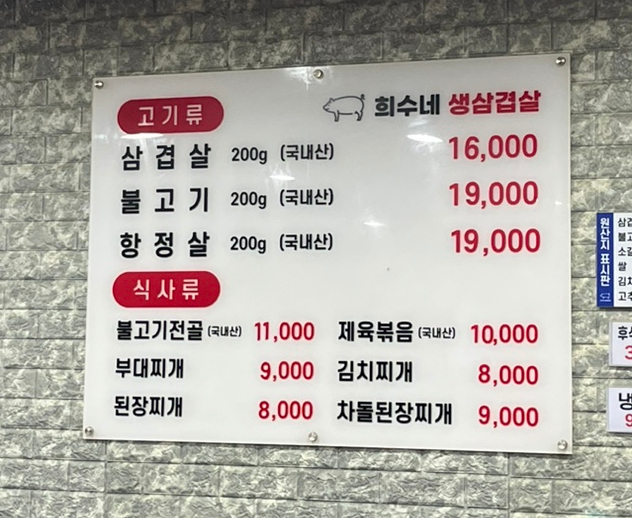 고기류
희수네 생삼겹살
삼겹살 200g (국내산) 16,000
불고기 200g (국내산) 19,000
항정살 200g (국내산) 19,000
식사류
불고기전골 (국내산) 11,000 제육볶음 (국내산) 10,000
부대찌개 9,000 김치찌개 8,000
된장찌개 8,000 차돌된장찌개 9,000
원산지 표시판
쌀